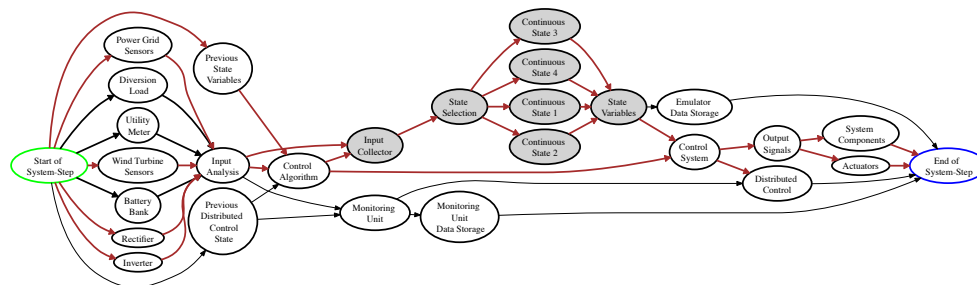 Start of
System-Step
Power Grid
Sensors
Diversion
Load
Utility
Meter
Wind Turbine
Sensors
Battery
Bank
Rectifier
Inverter
Previous
State
Variables
Input
Analysis
Previous
Distributed
Control
State
Control
Algorithm
Input
Collector
Monitoring
Unit
Monitoring
Unit
Data Storage
State
Selection
Continuous
State 3
Continuous
State 4
Continuous
State 1
Continuous
State 2
State
Variables
Emulator
Data Storage
Control
System
Output
Signals
Distributed
Control
System
Components
Actuators
End of
System-Step